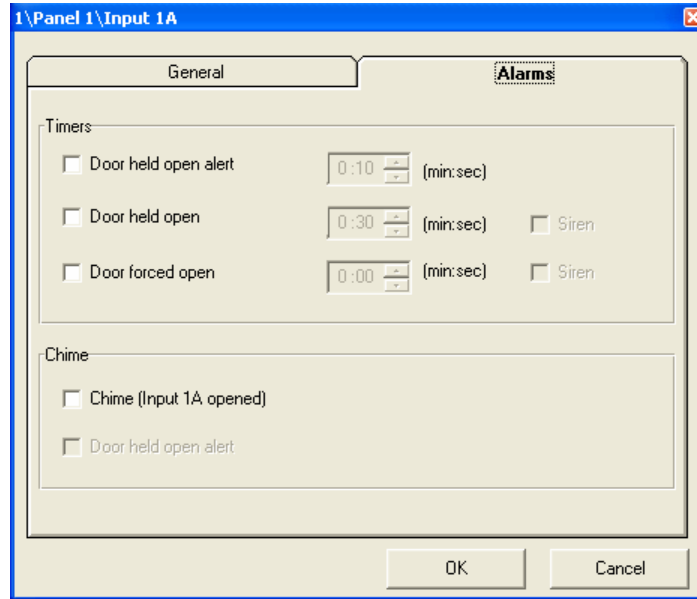 1\Panel 1\Input 1A
General Alarms
Timers
Door held open alert 0:10 (min:sec)
Door held open 0:30 (min:sec) Siren
Door forced open 0:00 (min:sec) Siren
Chime
Chime (Input 1A opened)
Door held open alert
OK Cancel